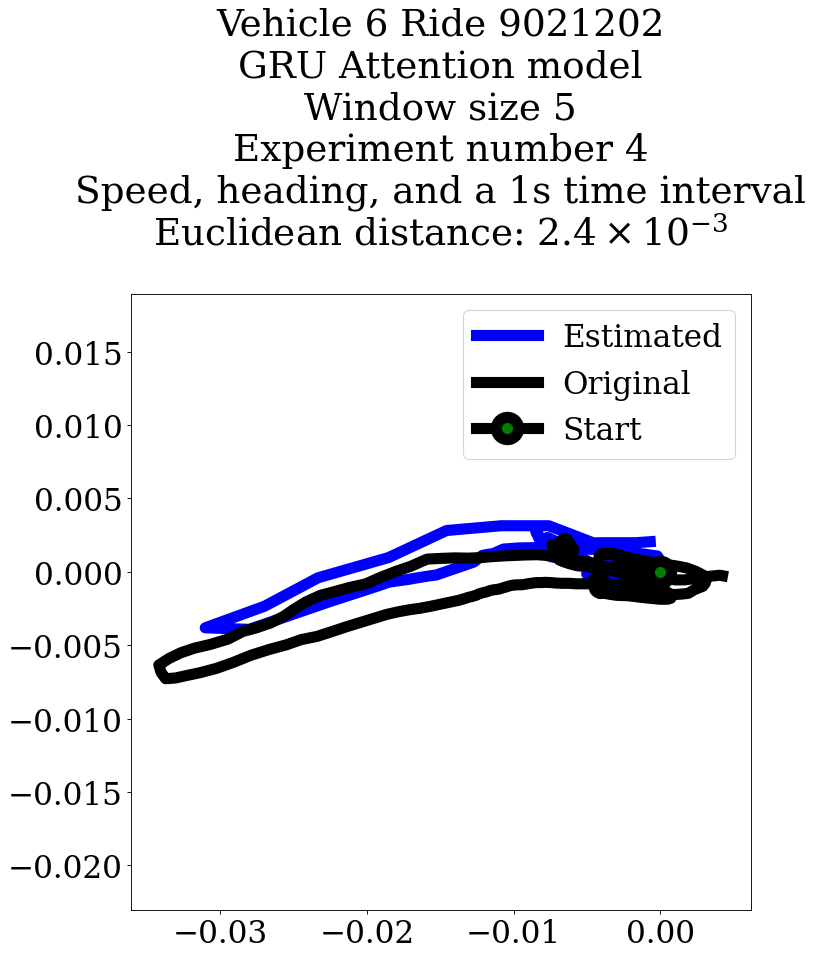 Vehicle 6 Ride 9021202
GRU Attention model
Window size 5
Experiment number 4
Speed, heading, and a 1s time interval
Euclidean distance: 2.4 × 10⁻³
Estimated
Original
Start
0.015
0.010
0.005
0.000
−0.005
−0.010
−0.015
−0.020
−0.03 −0.02 −0.01 0.00